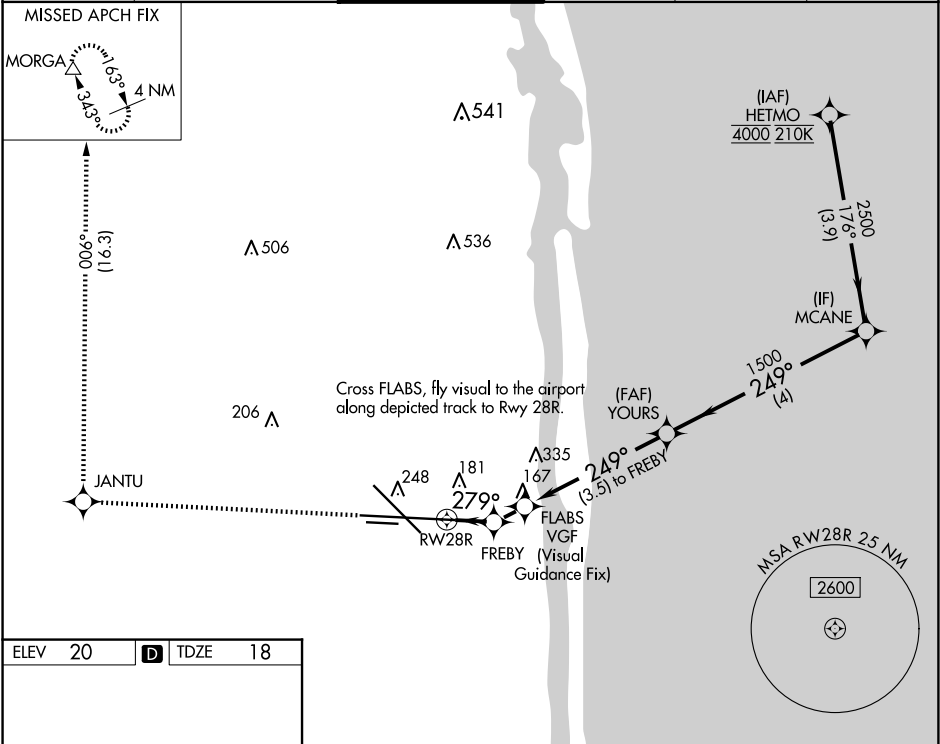 MISSED APCH FIX
MORGA
163°
343°
4 NM
541
(IAF)
HETMO
4000 210K
2500
176°
(3.9)
006°
(16.3)
506
536
(IF)
MCANE
1500
249°
(4)
Cross FLABS, fly visual to the airport
along depicted track to Rwy 28R.
(FAF)
YOURS
206
335
249°
(3.5) to FREBY
JANTU
248
181
167
279°
RW28R
FREBY
FLABS
VGF
(Visual
Guidance Fix)
MSA RW28R 25 NM
2600
ELEV 20 D TDZE 18